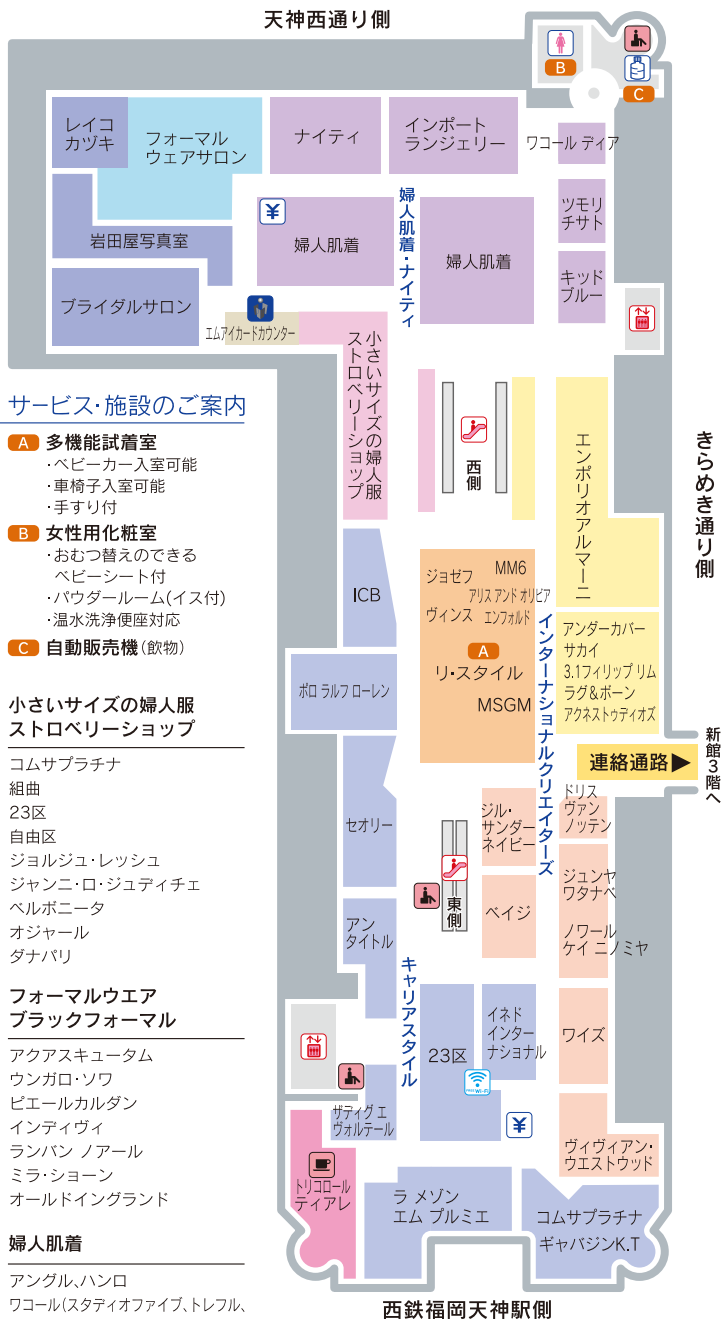 天神西通り側
B
C
レイコ
カヅキ
フォーマル
ウェアサロン
ナイティ
インポート
ランジェリー
ワコール ディア
岩田屋写真室
¥
婦人肌着
婦人肌着・ナイティ
婦人肌着
ツモリ
チサト
キッド
ブルー
ブライダルサロン
エムアイカードカウンター
小さいサイズの婦人服
ストロベリーショップ
西側
エンポリオアルマーニ
きらめき通り側
サービス・施設のご案内
A 多機能試着室
・ベビーカー入室可能
・車椅子入室可能
・手すり付
B 女性用化粧室
・おむつ替えのできる
ベビーシート付
・パウダールーム(イス付)
・温水洗浄便座対応
C 自動販売機(飲物)
ICB
ジョゼフ
MM6
アリス アンド オリビア
ヴィンス
エンフォルド
A
リ・スタイル
MSGM
インターナショナルクリエイターズ
アンダーカバー
サカイ
3.1フィリップ リム
ラグ&ボーン
アクネストゥディオズ
ポロ ラルフ ローレン
連絡通路▶
新館3階へ
小さいサイズの婦人服
ストロベリーショップ
コムサプラチナ
組曲
23区
自由区
ジョルジュ・レッシュ
ジャンニ・ロ・ジュディチェ
ベルボニータ
オジャール
ダナパリ
セオリー
ジル・
サンダー
ネイビー
ドリス
ヴァン
ノッテン
東側
ベイジ
ジュンヤ
ワタナベ
ノワール
ケイ ニノミヤ
アン
タイトル
キャリアスタイル
フォーマルウエア
ブラックフォーマル
アクアスキュータム
ウンガロ・ソワ
ピエールカルダン
インディヴィ
ランバン ノアール
ミラ・ショーン
オールドイングランド
23区
イネド
インター
ナショナル
ワイズ
Wi-Fi
¥
ザディグ エ
ヴォルテール
ヴィヴィアン・
ウエストウッド
トリコロール
ティアレ
ラ メゾン
エム プルミエ
コムサプラチナ
ギャバジンK.T
婦人肌着
アングル、ハンロ
ワコール(スタディオファイブ、トレフル、
西鉄福岡天神駅側